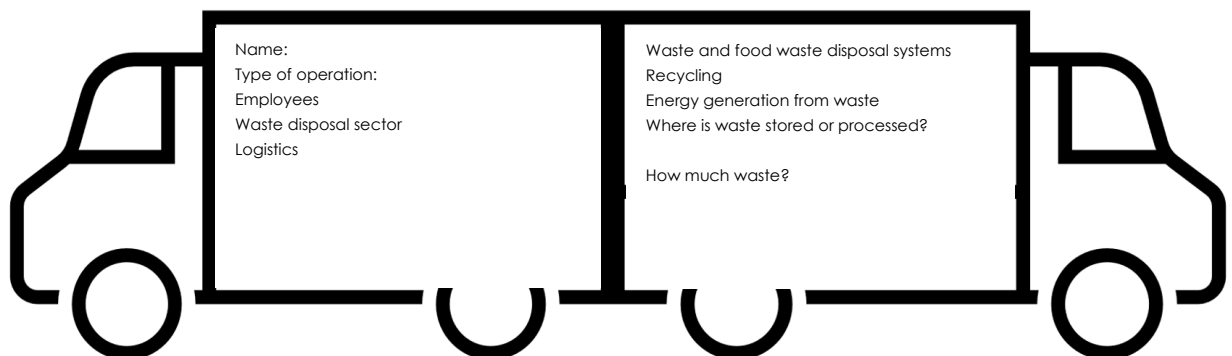 Name:
Type of operation:
Employees
Waste disposal sector
Logistics
Waste and food waste disposal systems
Recycling
Energy generation from waste
Where is waste stored or processed?
How much waste?